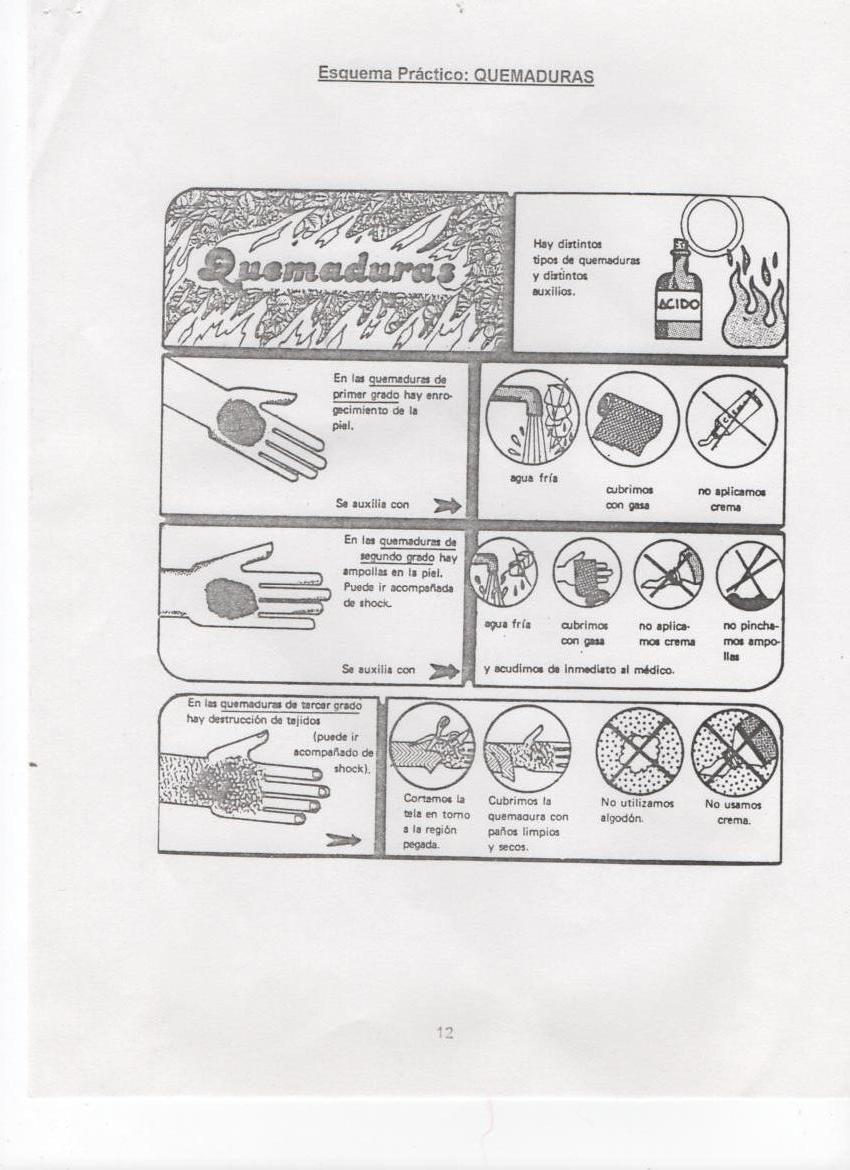 Esquema Práctico: QUEMADURAS
Quemaduras
Hay distintos
tipos de quemaduras
y distintos
auxilios.
ACIDO
En las quemaduras de
primer grado hay enro-
gecimiento de la
piel.
Se auxilia con
CREMA
agua fría
cubrimos
con gasa
no aplicamos
crema
En las quemaduras de
segundo grado hay
ampollas en la piel.
Puede ir acompañada
de shock.
Se auxilia con
agua fría
cubrimos
con gasa
no aplica-
mos crema
no pincha-
mos ampo-
llas
y acudimos de inmediato al médico.
En las quemaduras de tercer grado
hay destrucción de tejidos
(puede ir
acompañado de
shock).
Cortamos la
tela en torno
a la región
pegada.
Cubrimos la
quemadura con
paños limpios
y secos.
No utilizamos
algodón.
No usamos
crema.
12